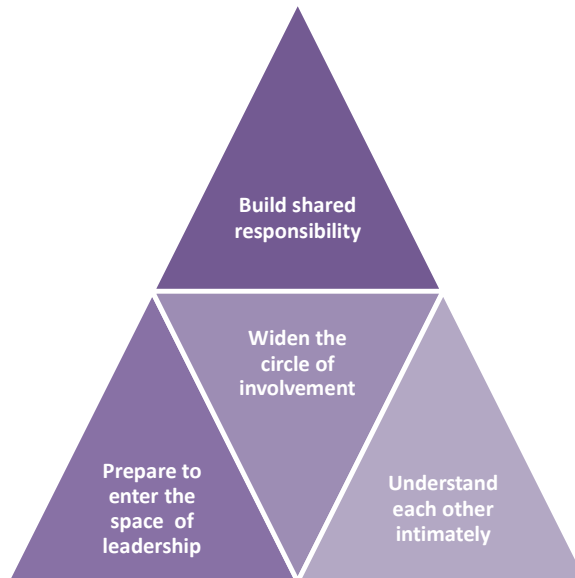 Build shared
responsibility
Widen the
circle of
involvement
Prepare to
enter the
space of
leadership
Understand
each other
intimately